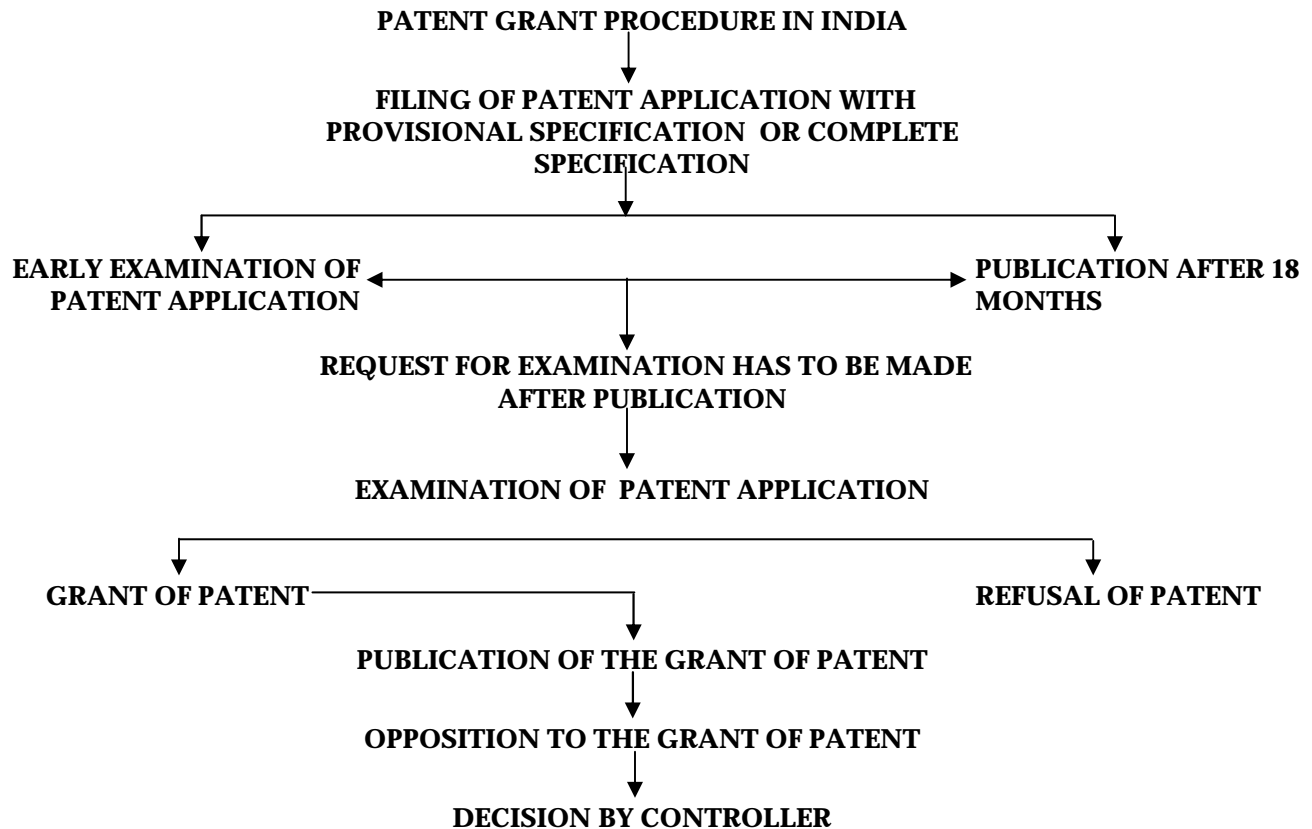 PATENT GRANT PROCEDURE IN INDIA
FILING OF PATENT APPLICATION WITH
PROVISIONAL SPECIFICATION OR COMPLETE
SPECIFICATION
EARLY EXAMINATION OF
PATENT APPLICATION
PUBLICATION AFTER 18
MONTHS
REQUEST FOR EXAMINATION HAS TO BE MADE
AFTER PUBLICATION
EXAMINATION OF PATENT APPLICATION
GRANT OF PATENT
REFUSAL OF PATENT
PUBLICATION OF THE GRANT OF PATENT
OPPOSITION TO THE GRANT OF PATENT
DECISION BY CONTROLLER